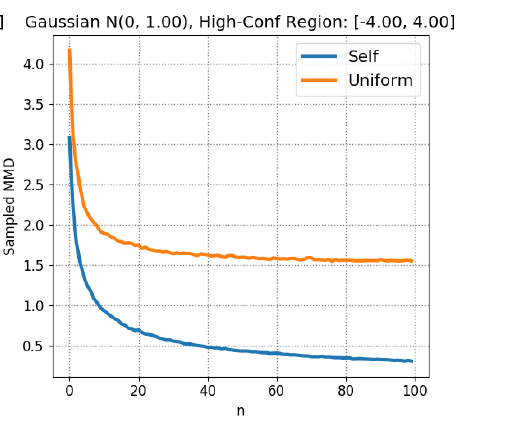 ] Gaussian N(0, 1.00), High-Conf Region: [-4.00, 4.00]
Self
Uniform
4.0
3.5
3.0
2.5
2.0
1.5
1.0
0.5
Sampled MMD
0 20 40 60 80 100
n